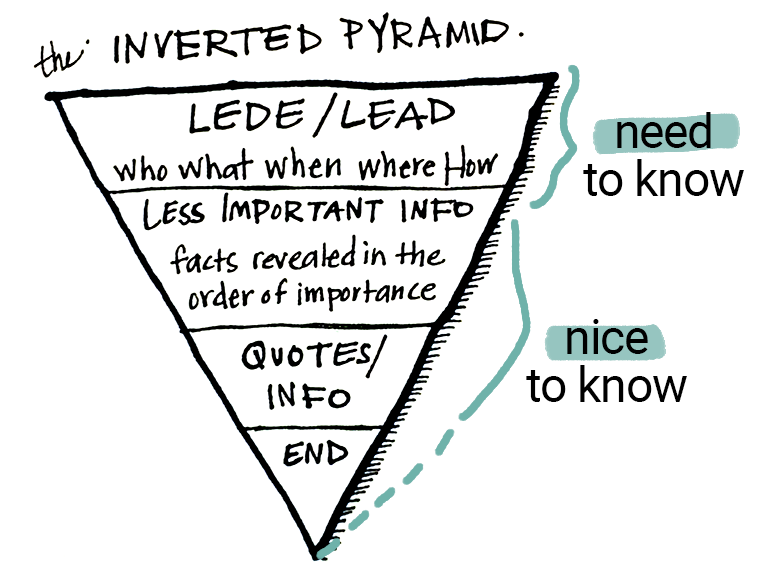 the INVERTED PYRAMID.
LEDE/LEAD
who what when where How
need
to know
LESS IMPORTANT INFO
facts revealed in the
order of importance
nice
to know
QUOTES/
INFO
END